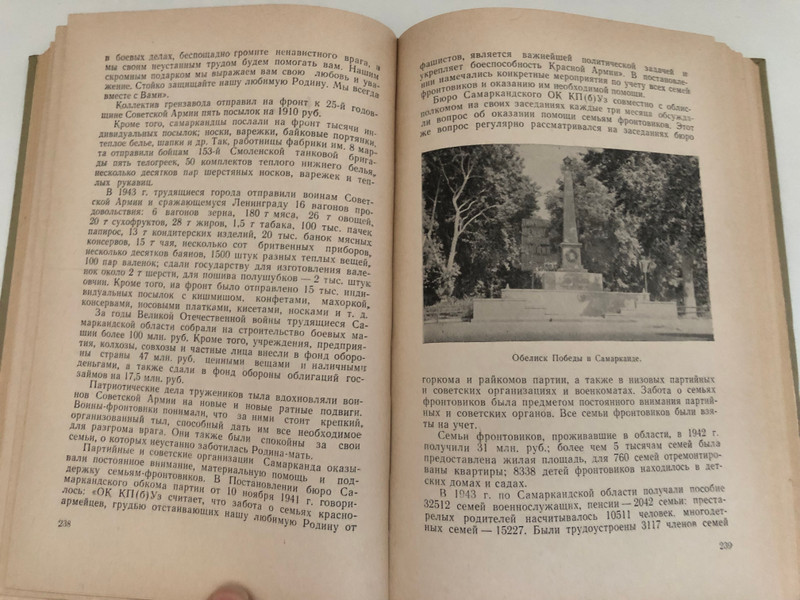 в боевых делах, беспощадно громите ненавистного врага, а
мы своим неустанным трудом будем помогать вам. Нашим
скромным подарком мы выражаем вам свою любовь и ува-
жение. Стойко защищайте нашу любимую Родину. Мы всегда
вместе с Вами».
Коллектив грензавода отправил на фронт к 25-й годов-
щине Советской Армии пять посылок на 1910 руб.
Кроме того, самаркандцы послали на фронт тысячи ин-
дивидуальных посылок; носки, варежки, байковые портянки,
теплое белье, шапки и др. Так, работницы фабрики им. 8 мар-
та отправили бойцам 153-й Смоленской танковой брига-
ды пять телогреек, 50 комплектов теплого нижнего белья,
несколько десятков пар шерстяных носков, варежек и теп-
лых рукавиц.
В 1943 г. трудящиеся города отправили воинам Совет-
ской Армии и сражающемуся Ленинграду 16 вагонов про-
довольствия: 6 вагонов зерна, 180 т мяса, 26 т овощей,
20 т сухофруктов, 28 т жиров, 1,5 т табака, 100 тыс. пачек
папирос, 13 т кондитерских изделий, 20 тыс. банок мясных
консервов, 15 т чая, несколько сот бритвенных приборов,
несколько десятков баянов, 1500 штук разных теплых вещей,
100 пар валенок; сдали государству для изготовления вале-
нок около 2 т шерсти, для пошива полушубков — 2 тыс. штук
овчин. Кроме того, на фронт было отправлено 15 тыс. инди-
видуальных посылок с кишмишом, конфетами, махоркой,
консервами, носовыми платками, кисетами, носками и т. д.
За годы Великой Отечественной войны трудящиеся Са-
маркандской области собрали на строительство боевых ма-
шин более 100 млн. руб. Кроме того, учреждения, предприя-
тия, колхозы, совхозы и частные лица внесли в фонд оборо-
ны страны 47 млн. руб. ценными вещами и наличными
деньгами, а также сдали в фонд обороны облигаций гос-
займов на 17,5 млн. руб.
Патриотические дела тружеников тыла вдохновляли вои-
нов Советской Армии на новые и новые ратные подвиги.
Воины-фронтовики понимали, что за ними стоит крепкий,
организованный тыл, способный дать им все необходимое
для разгрома врага. Они также были спокойны за свои
семьи, о которых неустанно заботилась Родина-мать.
Партийные и советские организации Самарканда оказы-
вали постоянное внимание, материальную помощь и под-
держку семьям-фронтовиков. В Постановлении бюро Са-
маркандского обкома партии от 10 ноября 1941 г. говори-
лось: «ОК КП(б)Уз считает, что забота о семьях красно-
армейцев, грудью отстаивающих нашу любимую Родину от
238
фашистов, является важнейшей политической задачей и
укрепляет боеспособность Красной Армии». В постановле-
нии намечались конкретные мероприятия по учету всех семей
фронтовиков и оказанию им необходимой помощи.
Бюро Самаркандского ОК КП(б)Уз совместно с облис-
полкомом на своих заседаниях каждые три месяца обсужда-
ли вопрос об оказании помощи семьям фронтовиков. Этот
же вопрос регулярно рассматривался на заседаниях бюро
Обелиск Победы в Самарканде.
горкома и райкомов партии, а также в низовых партийных
и советских организациях и военкоматах. Забота о семьях
фронтовиков была предметом постоянного внимания партий-
ных и советских органов. Все семьи фронтовиков были взя-
ты на учет.
Семьи фронтовиков, проживавшие в области, в 1942 г.
получили 31 млн. руб.; более чем 5 тысячам семей была
предоставлена жилая площадь, для 760 семей отремонтиро-
ваны квартиры; 8338 детей фронтовиков находилось в дет-
ских домах и садах.
В 1943 г. по Самаркандской области получали пособие
32512 семей военнослужащих, пенсии — 2042 семьи: преста-
релых родителей насчитывалось 10511 человек, многодет-
ных семей — 15227. Были трудоустроены 3117 членов семей
239